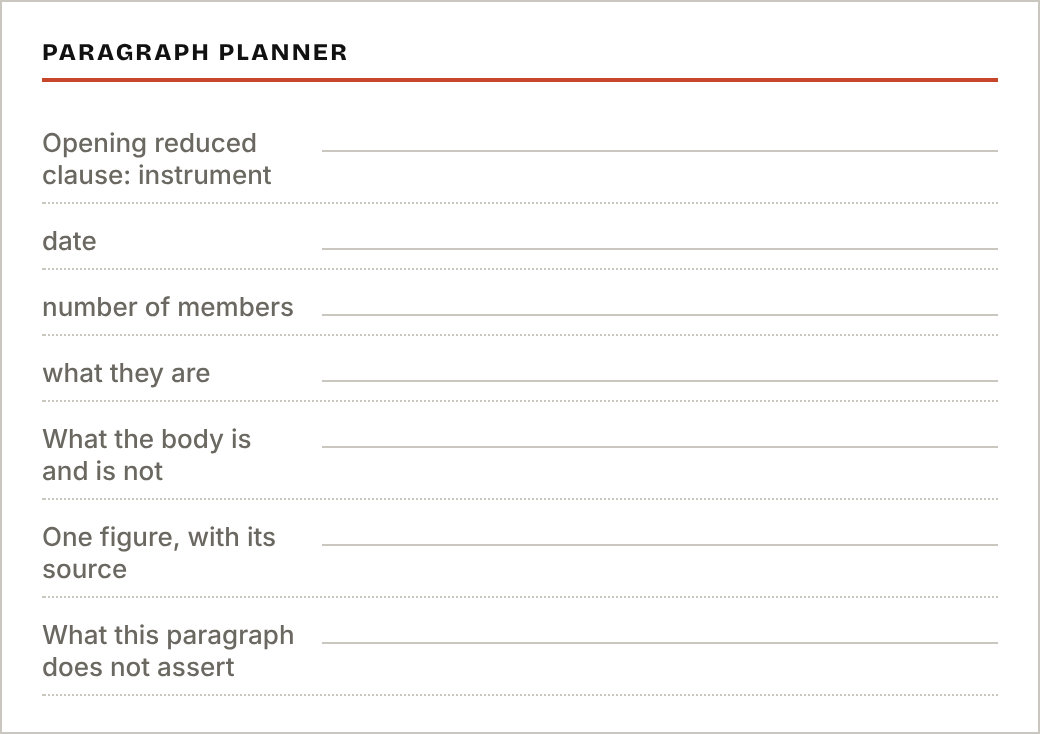 PARAGRAPH PLANNER
Opening reduced
clause: instrument
date
number of members
what they are
What the body is
and is not
One figure, with its
source
What this paragraph
does not assert